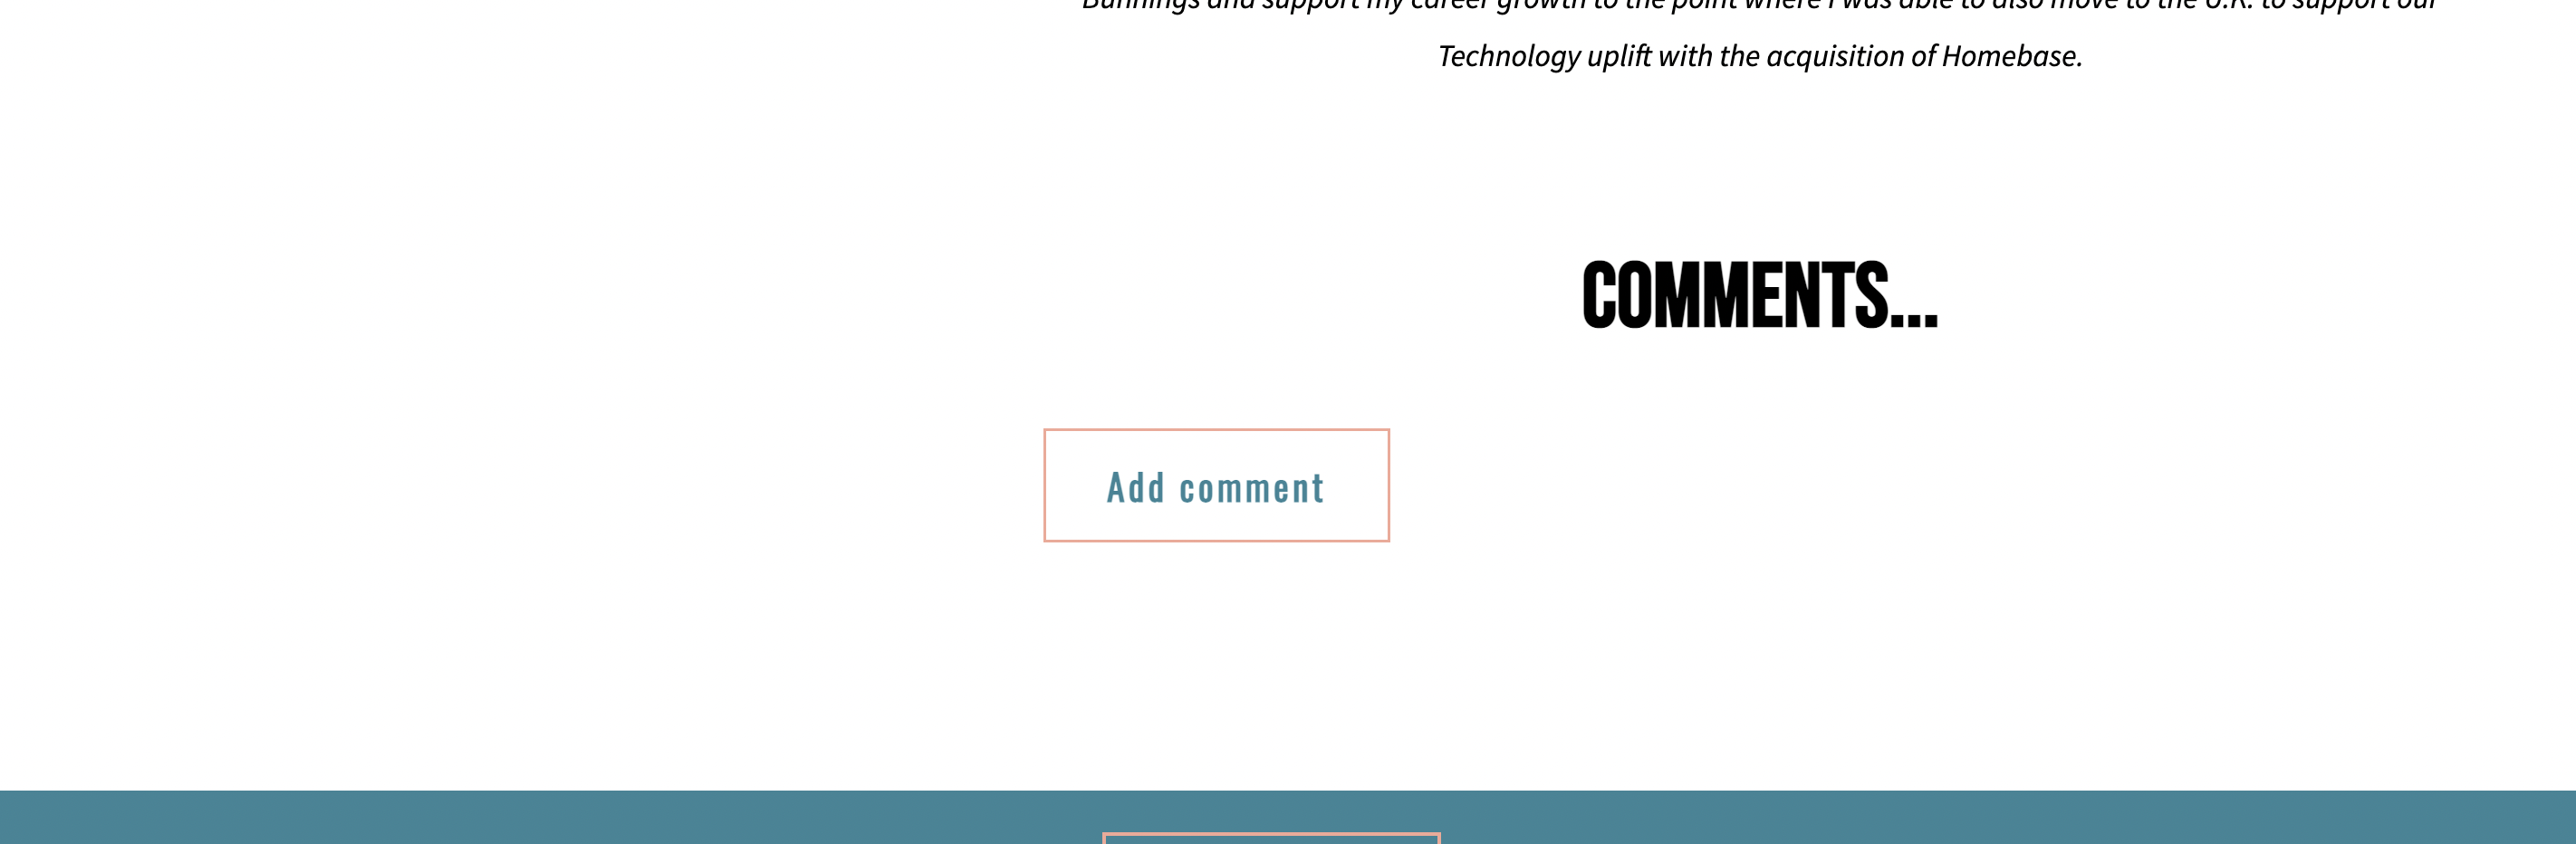 Bunnings and support my career growth to the point where I was able to also move to the U.K. to support our
Technology uplift with the acquisition of Homebase.
COMMENTS...
Add comment